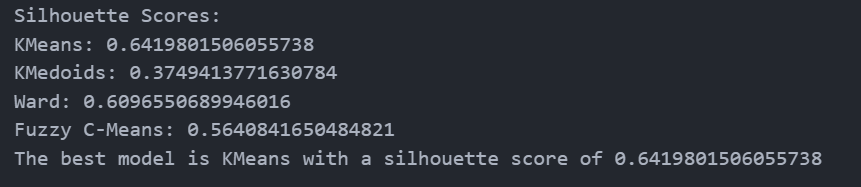 Silhouette Scores:
KMeans: 0.6419801506055738
KMedoids: 0.3749413771630784
Ward: 0.6096550689946016
Fuzzy C-Means: 0.5640841650484821
The best model is KMeans with a silhouette score of 0.6419801506055738